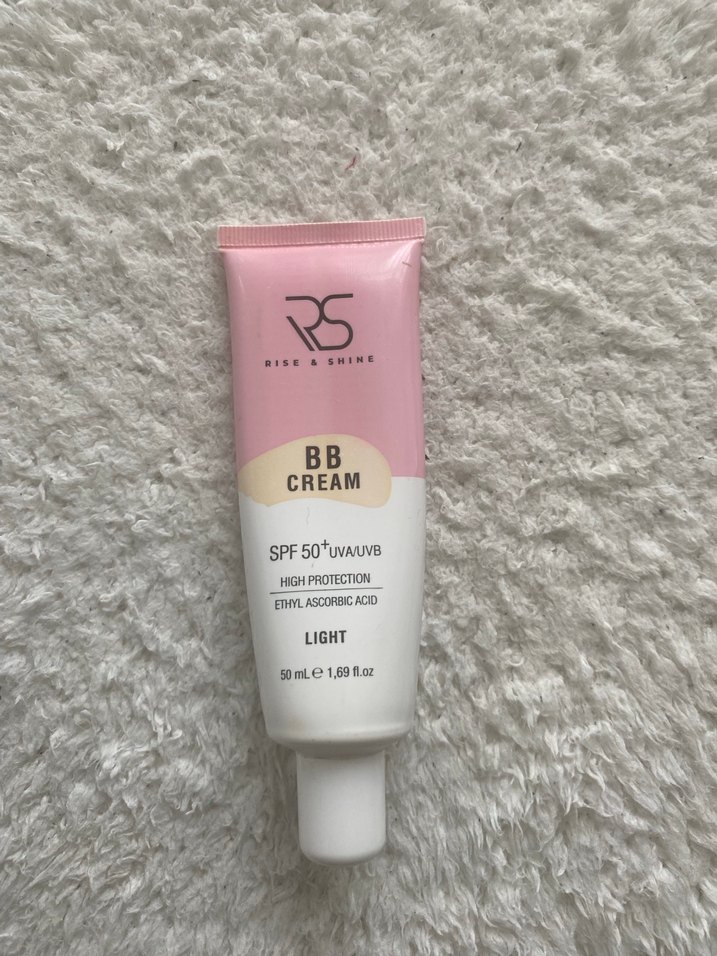 RS
RISE & SHINE
BB
CREAM
SPF 50+ UVA/UVB
HIGH PROTECTION
ETHYL ASCORBIC ACID
LIGHT
50 mL ℮ 1,69 fl.oz